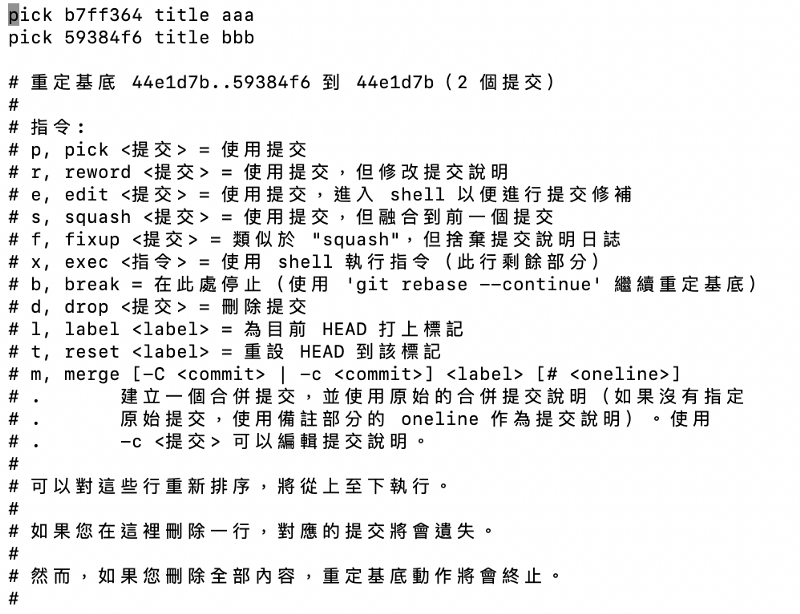 pick b7ff364 title aaa
pick 59384f6 title bbb
# 重定基底 44e1d7b..59384f6 到 44e1d7b (2 個提交)
#
# 指令:
# p, pick <提交> = 使用提交
# r, reword <提交> = 使用提交，但修改提交說明
# e, edit <提交> = 使用提交，進入 shell 以便進行提交修補
# s, squash <提交> = 使用提交，但融合到前一個提交
# f, fixup <提交> = 類似於 "squash"，但捨棄提交說明日誌
# x, exec <指令> = 使用 shell 執行指令 (此行剩餘部分)
# b, break = 在此處停止 (使用 'git rebase --continue' 繼續重定基底)
# d, drop <提交> = 刪除提交
# l, label <label> = 為目前 HEAD 打上標記
# t, reset <label> = 重設 HEAD 到該標記
# m, merge [-C <commit> | -c <commit>] <label> [# <oneline>]
# .       建立一個合併提交，並使用原始的合併提交說明 (如果沒有指定
# .       原始提交，使用備註部分的 oneline 作為提交說明) 。使用
# .       -c <提交> 可以編輯提交說明。
#
# 可以對這些行重新排序，將從上至下執行。
#
# 如果您在這裡刪除一行，對應的提交將會遺失。
#
# 然而，如果您刪除全部內容，重定基底動作將會終止。
#